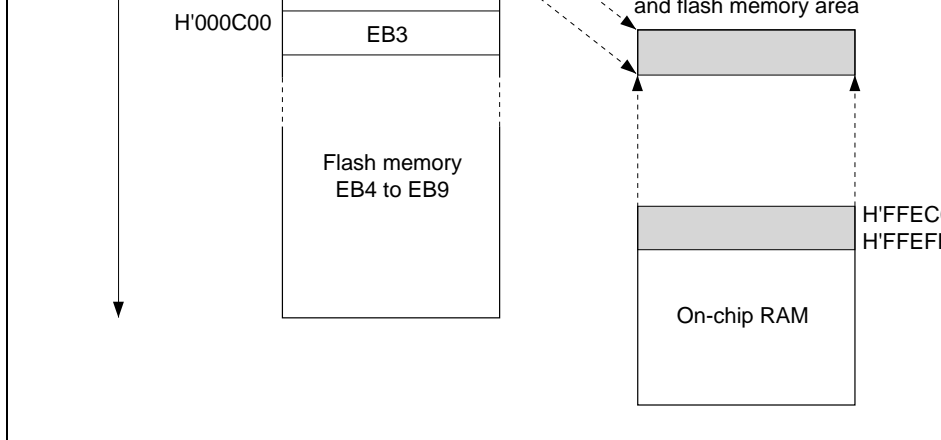 and flash memory area
H'000C00
EB3
Flash memory
EB4 to EB9
On-chip RAM